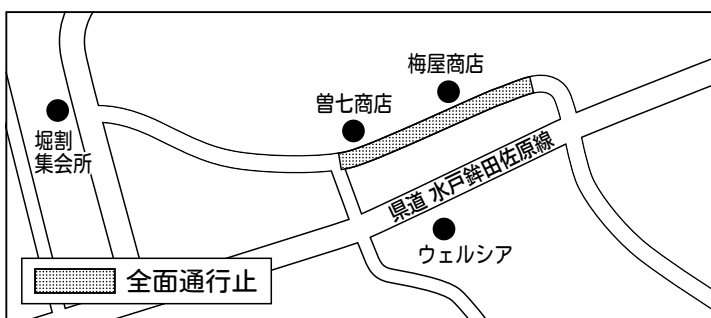 梅屋商店
曽七商店
堀割
集会所
県道 水戸鉾田佐原線
ウェルシア
全面通行止